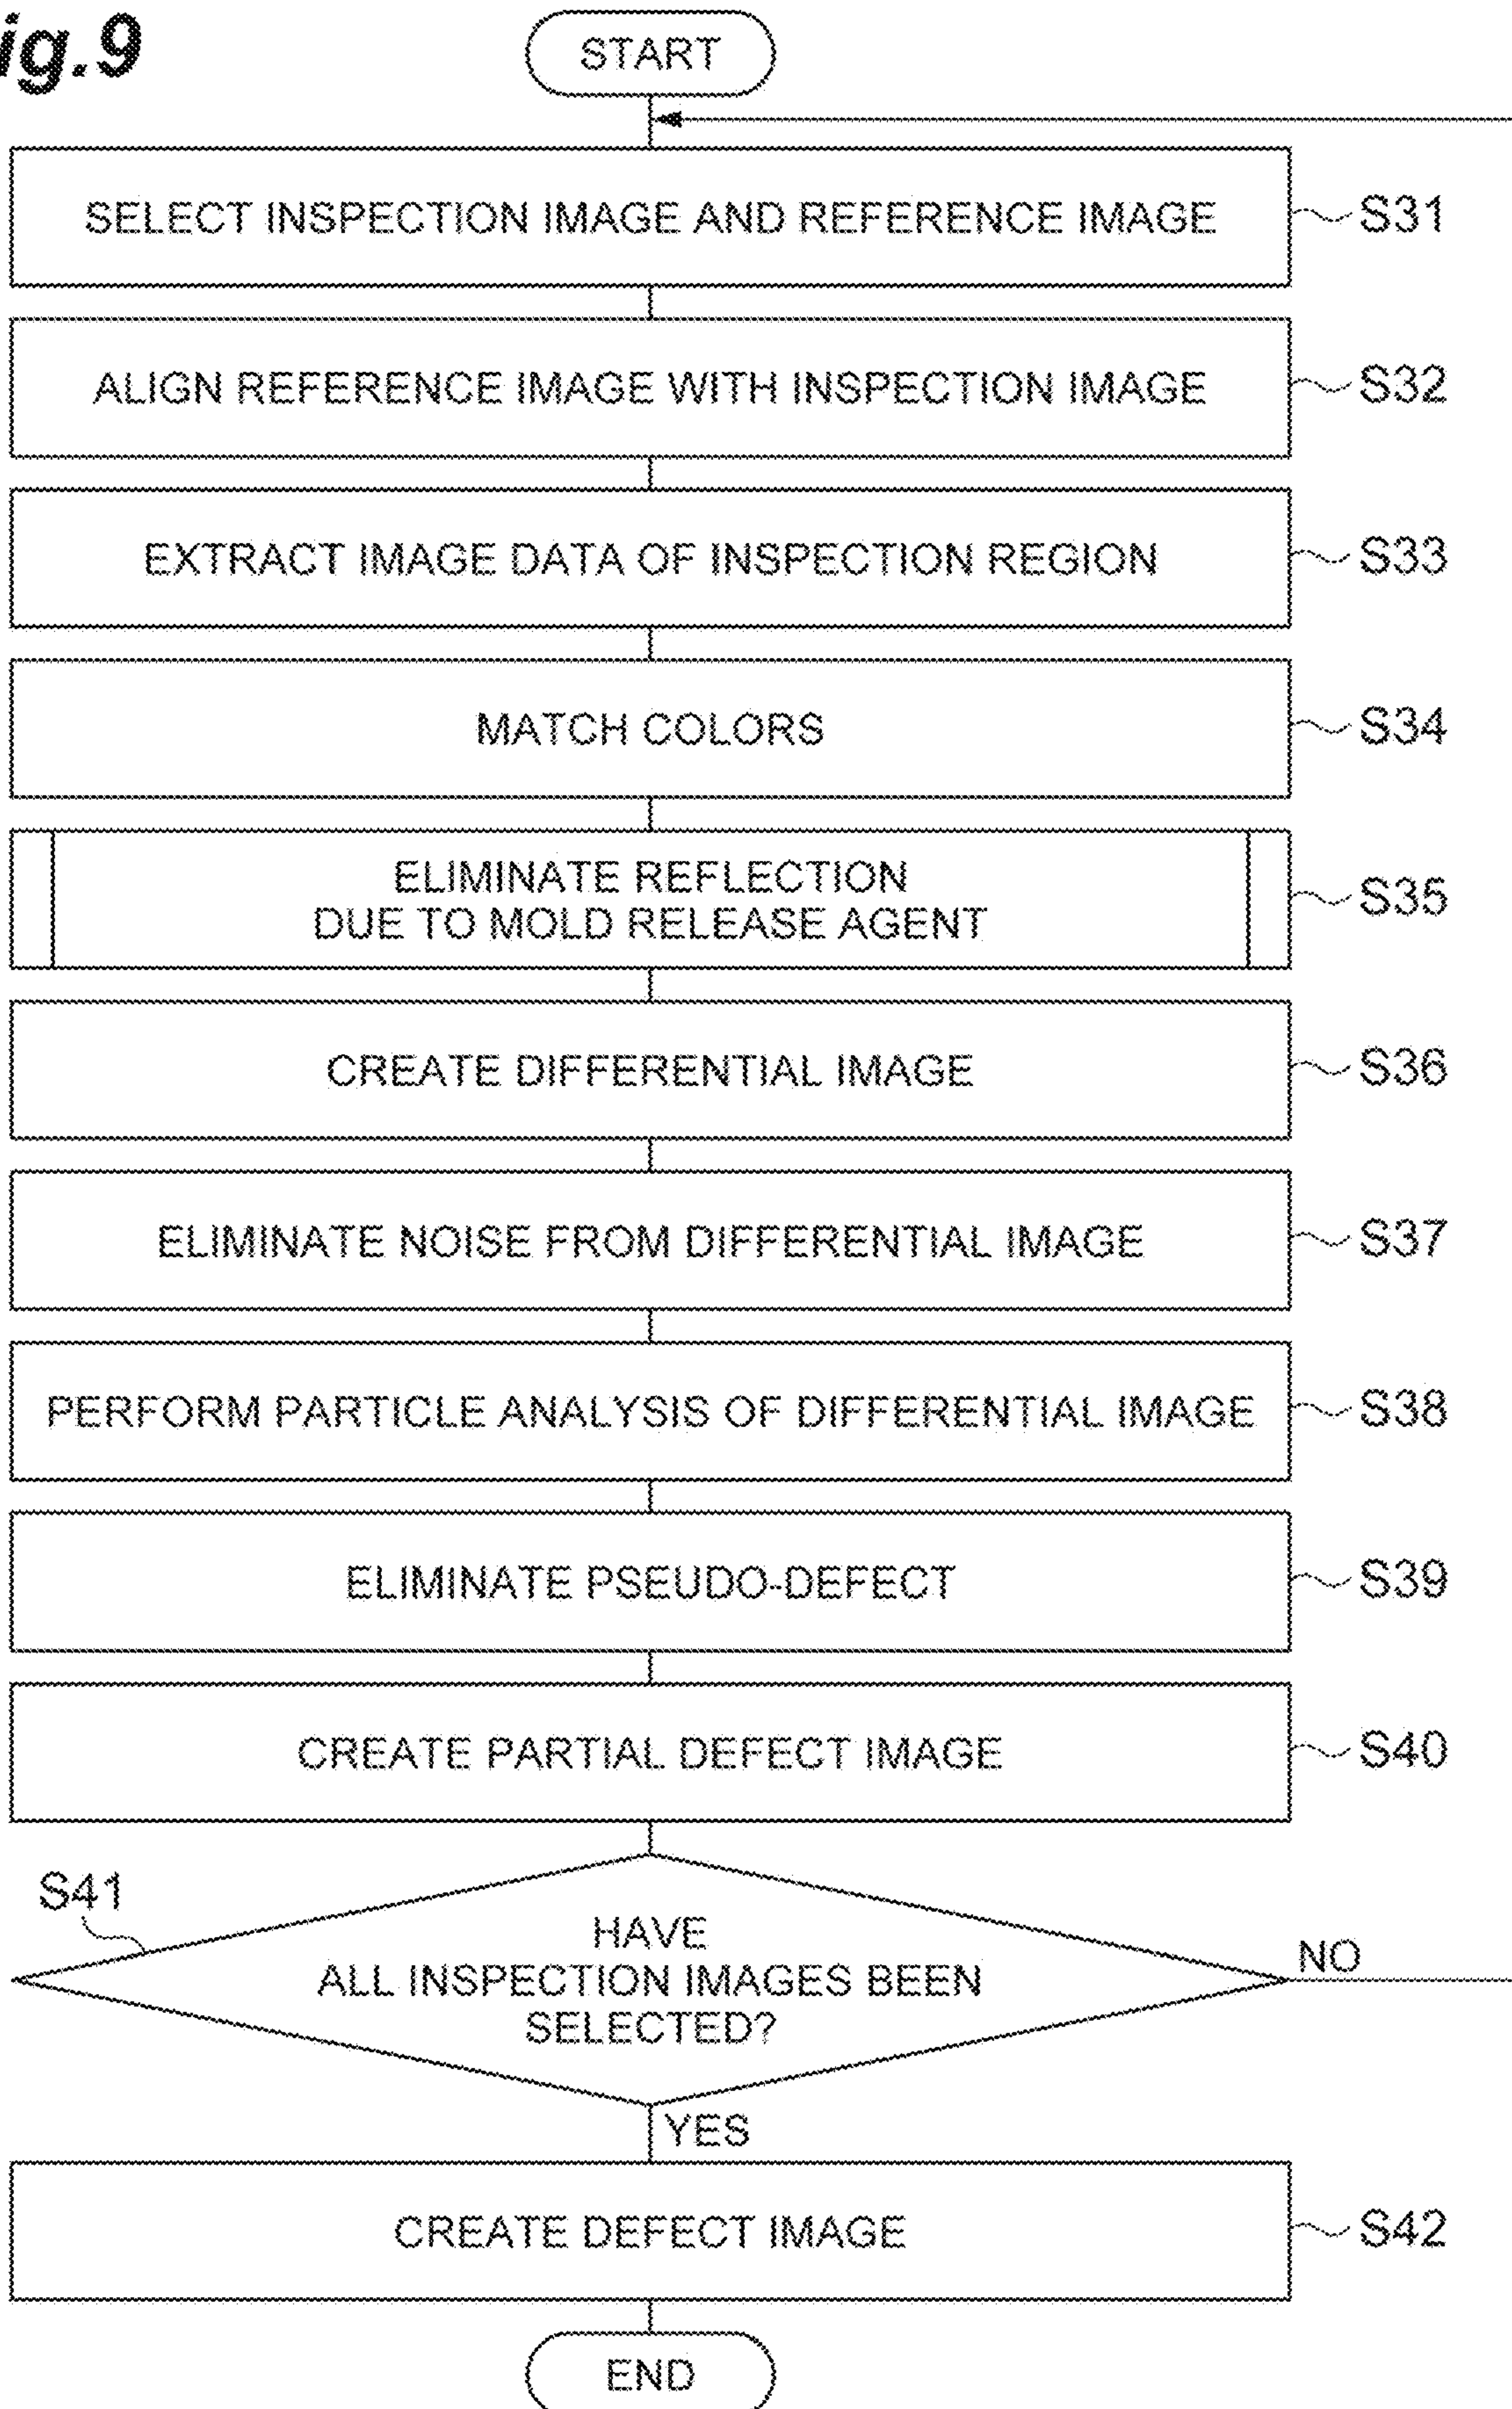 ig.9
START
SELECT INSPECTION IMAGE AND REFERENCE IMAGE
S31
ALIGN REFERENCE IMAGE WITH INSPECTION IMAGE
S32
EXTRACT IMAGE DATA OF INSPECTION REGION
S33
MATCH COLORS
S34
ELIMINATE REFLECTION
DUE TO MOLD RELEASE AGENT
S35
CREATE DIFFERENTIAL IMAGE
S36
ELIMINATE NOISE FROM DIFFERENTIAL IMAGE
S37
PERFORM PARTICLE ANALYSIS OF DIFFERENTIAL IMAGE
S38
ELIMINATE PSEUDO-DEFECT
S39
CREATE PARTIAL DEFECT IMAGE
S40
S41
HAVE
ALL INSPECTION IMAGES BEEN
SELECTED?
NO
YES
CREATE DEFECT IMAGE
S42
END